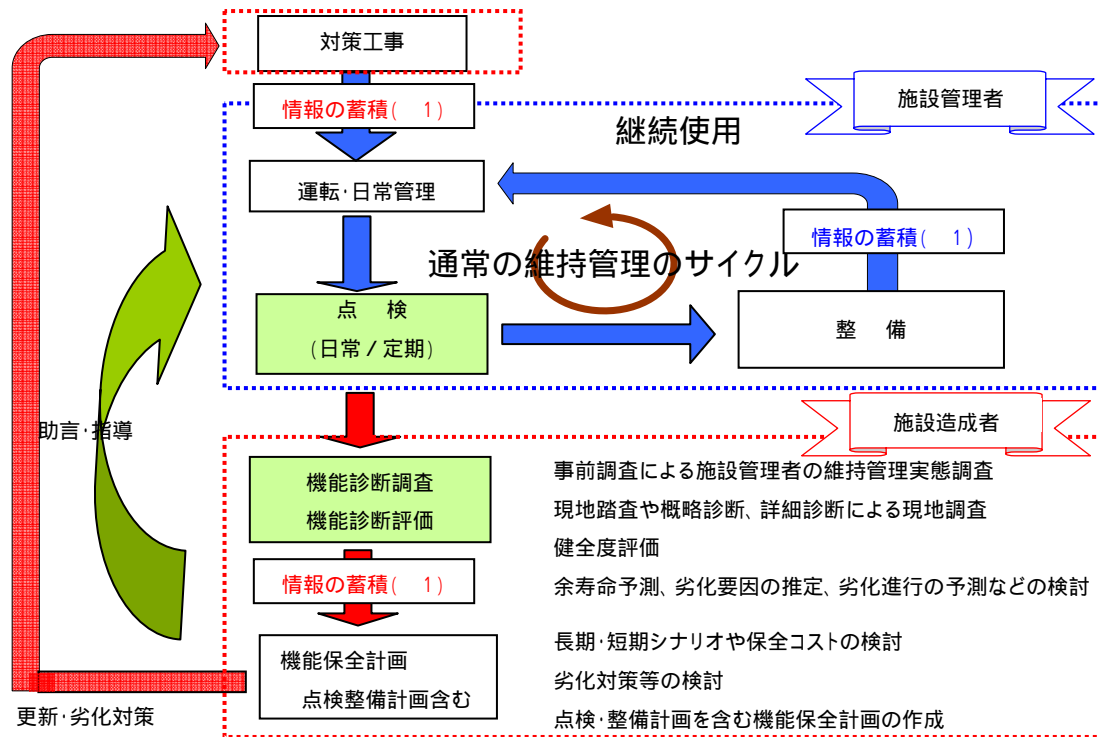 対策工事
情報の蓄積(　1)
施設管理者
継続使用
運転･日常管理
情報の蓄積(　1)
通常の維持管理のサイクル
点　検
(日常 / 定期)
整　備
助言･指導
施設造成者
機能診断調査
機能診断評価
事前調査による施設管理者の維持管理実態調査
現地踏査や概略診断、詳細診断による現地調査
健全度評価
余寿命予測、劣化要因の推定、劣化進行の予測などの検討
情報の蓄積(　1)
機能保全計画
点検整備計画含む
長期･短期シナリオや保全コストの検討
劣化対策等の検討
点検･整備計画を含む機能保全計画の作成
更新･劣化対策